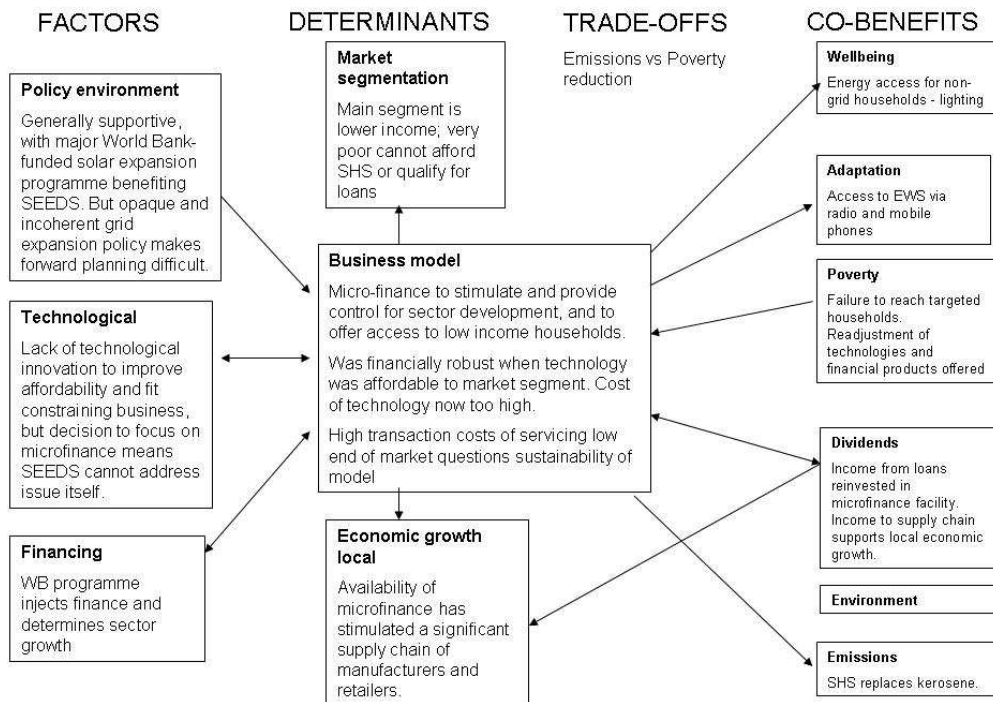 FACTORS
DETERMINANTS
TRADE-OFFS
CO-BENEFITS
Policy environment
Generally supportive,
with major World Bank-
funded solar expansion
programme benefiting
SEEDS. But opaque and
incoherent grid
expansion policy makes
forward planning difficult.
Technological
Lack of technological
innovation to improve
affordability and fit
constraining business,
but decision to focus on
microfinance means
SEEDS cannot address
issue itself.
Financing
WB programme
injects finance and
determines sector
growth
Market
segmentation
Main segment is
lower income; very
poor cannot afford
SHS or qualify for
loans
Business model
Micro-finance to stimulate and provide
control for sector development, and to
offer access to low income households.
Was financially robust when technology
was affordable to market segment. Cost
of technology now too high.
High transaction costs of servicing low
end of market questions sustainability of
model
Economic growth
local
Availability of
microfinance has
stimulated a significant
supply chain of
manufacturers and
retailers.
Emissions vs Poverty
reduction
Wellbeing
Energy access for non-
grid households - lighting
Adaptation
Access to EWS via
radio and mobile
phones
Poverty
Failure to reach targeted
households.
Readjustment of
technologies and
financial products offered
Dividends
Income from loans
reinvested in
microfinance facility.
Income to supply chain
supports local economic
growth.
Environment
Emissions
SHS replaces kerosene.